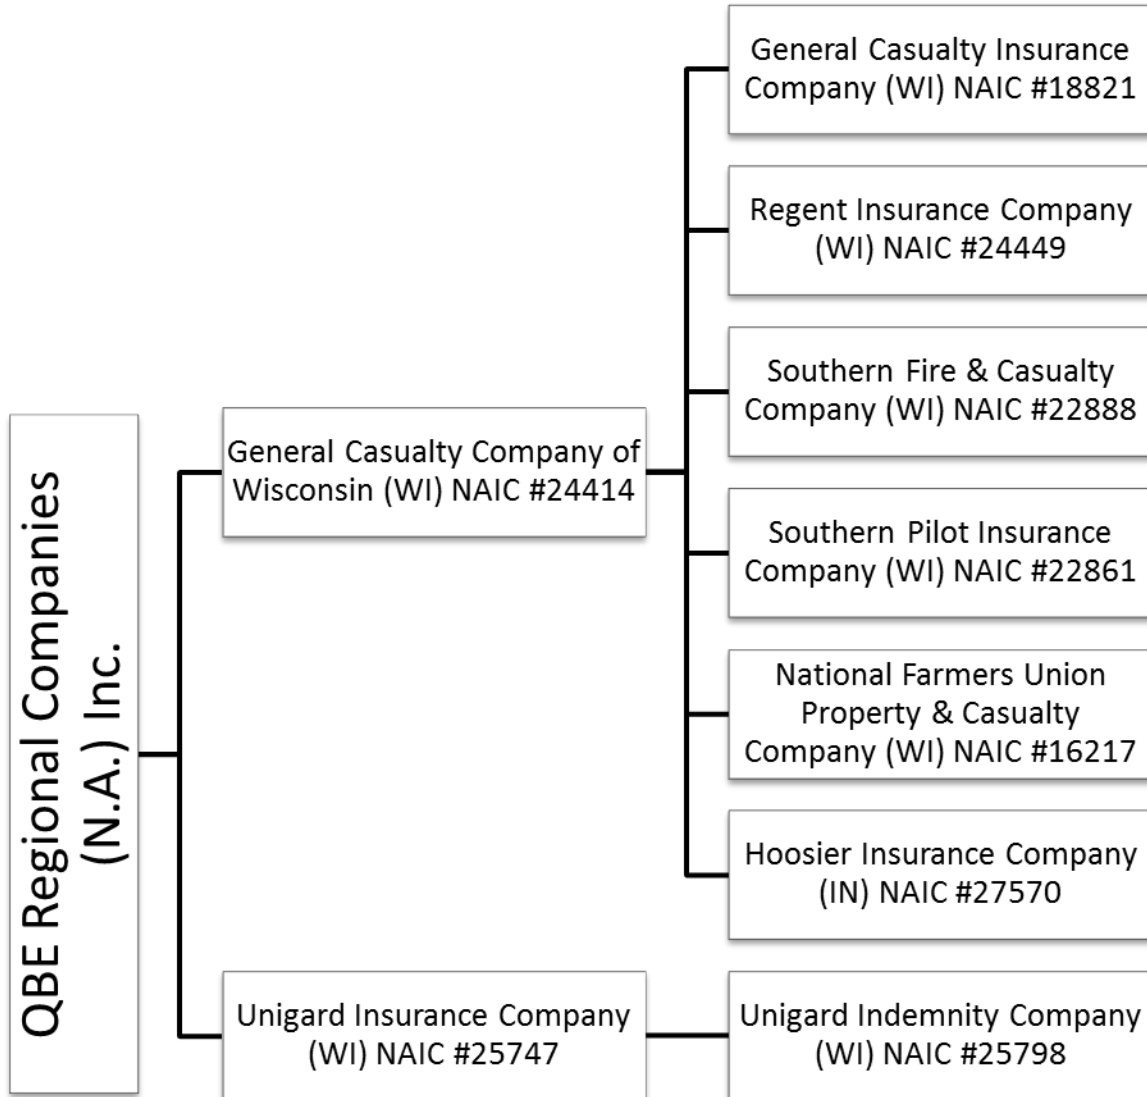 QBE Regional Companies
(N.A.) Inc.
General Casualty Company of
Wisconsin (WI) NAIC #24414
General Casualty Insurance
Company (WI) NAIC #18821
Regent Insurance Company
(WI) NAIC #24449
Southern Fire & Casualty
Company (WI) NAIC #22888
Southern Pilot Insurance
Company (WI) NAIC #22861
National Farmers Union
Property & Casualty
Company (WI) NAIC #16217
Hoosier Insurance Company
(IN) NAIC #27570
Unigard Insurance Company
(WI) NAIC #25747
Unigard Indemnity Company
(WI) NAIC #25798